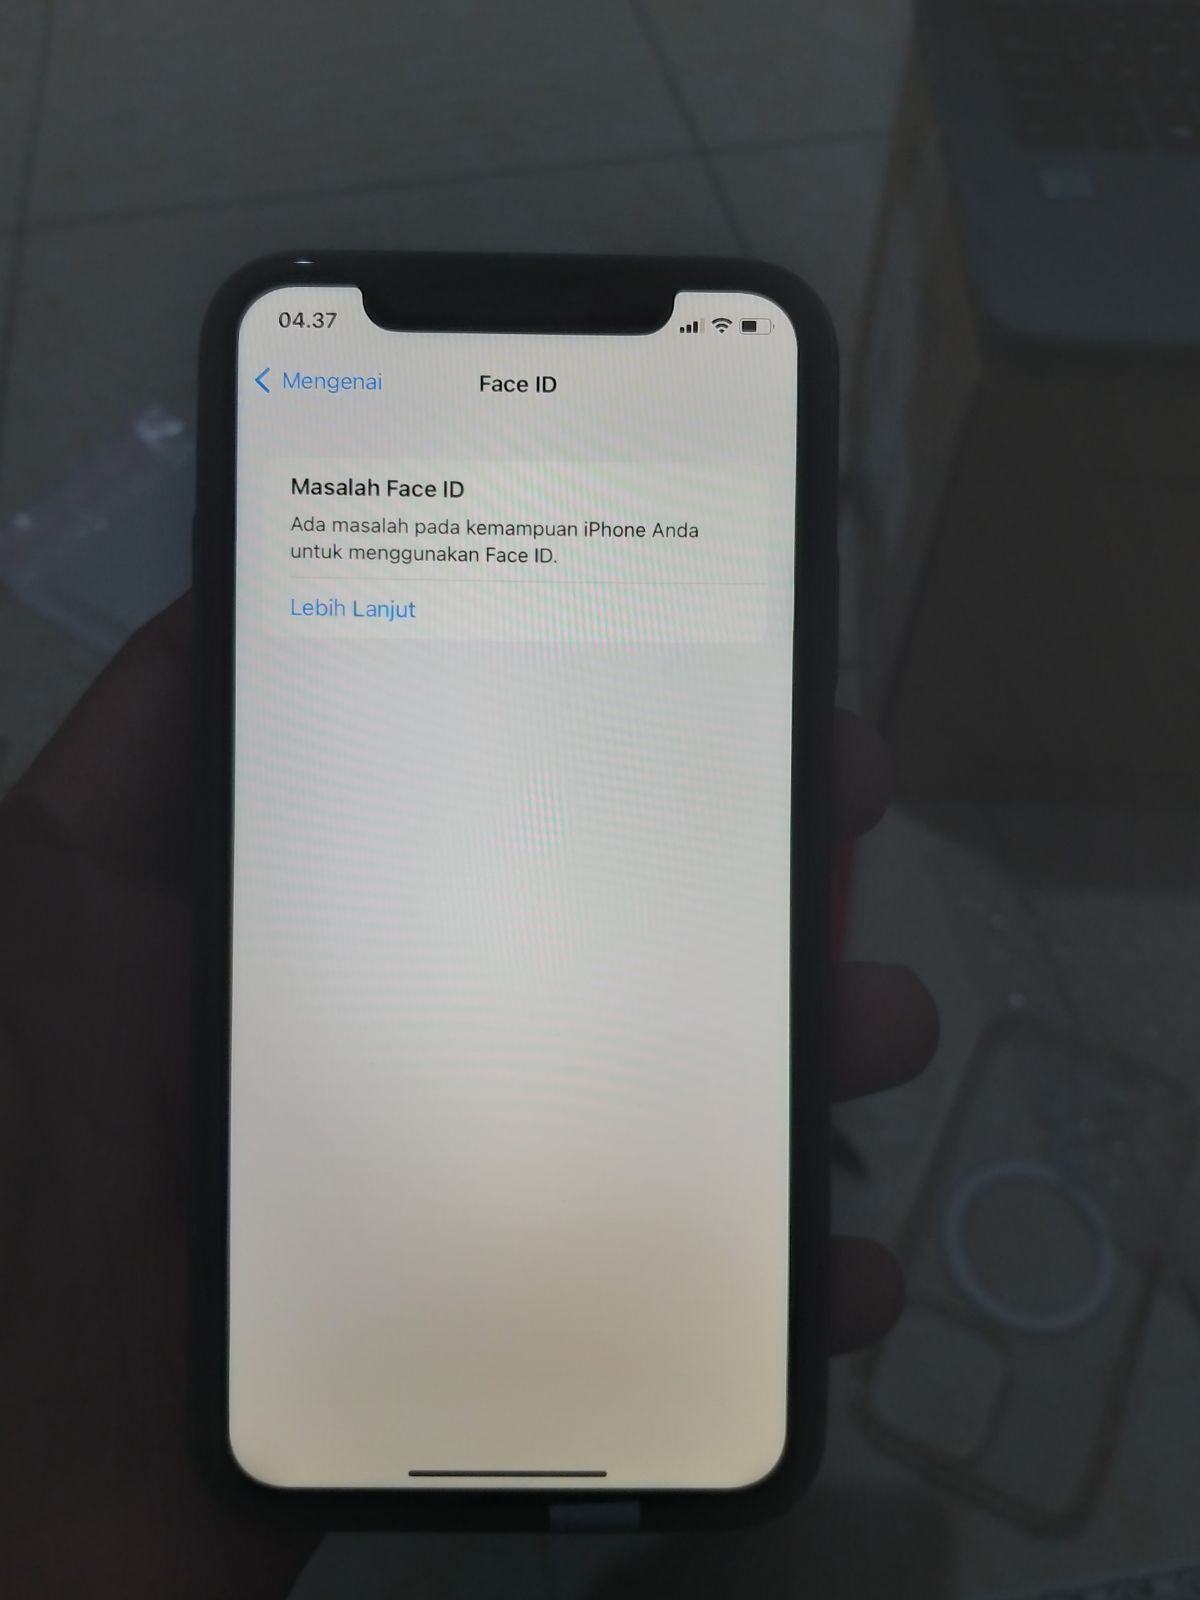 04.37
Mengenai
Face ID
Masalah Face ID
Ada masalah pada kemampuan iPhone Anda
untuk menggunakan Face ID.
Lebih Lanjut